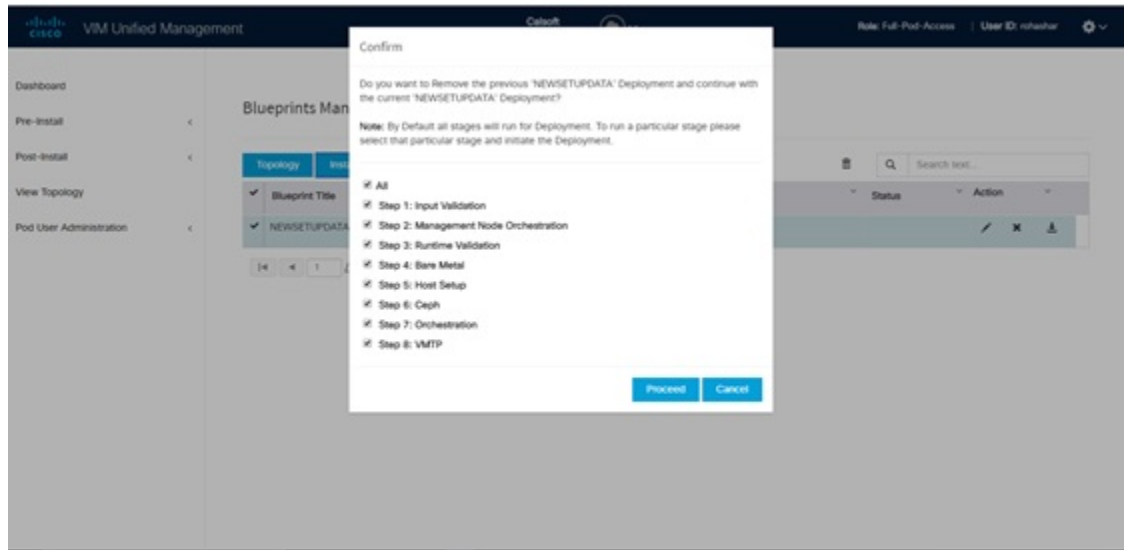 CISCO VIM Unified Management
Calsoft
Role: Full-Pod-Access | User ID: rohashar
Dashboard
Pre-Install
Post-Install
View Topology
Pod User Administration
Blueprints Man
Topology
Blueprint Title
Search text...
Status
Action
NEWSETUPDATA
1
Confirm
Do you want to Remove the previous 'NEWSETUPDATA' Deployment and continue with
the current 'NEWSETUPDATA' Deployment?
Note: By Default all stages will run for Deployment. To run a particular stage please
select that particular stage and initiate the Deployment.
All
Step 1: Input Validation
Step 2: Management Node Orchestration
Step 3: Runtime Validation
Step 4: Bare Metal
Step 5: Host Setup
Step 6: Ceph
Step 7: Orchestration
Step 8: VMTP
Proceed
Cancel